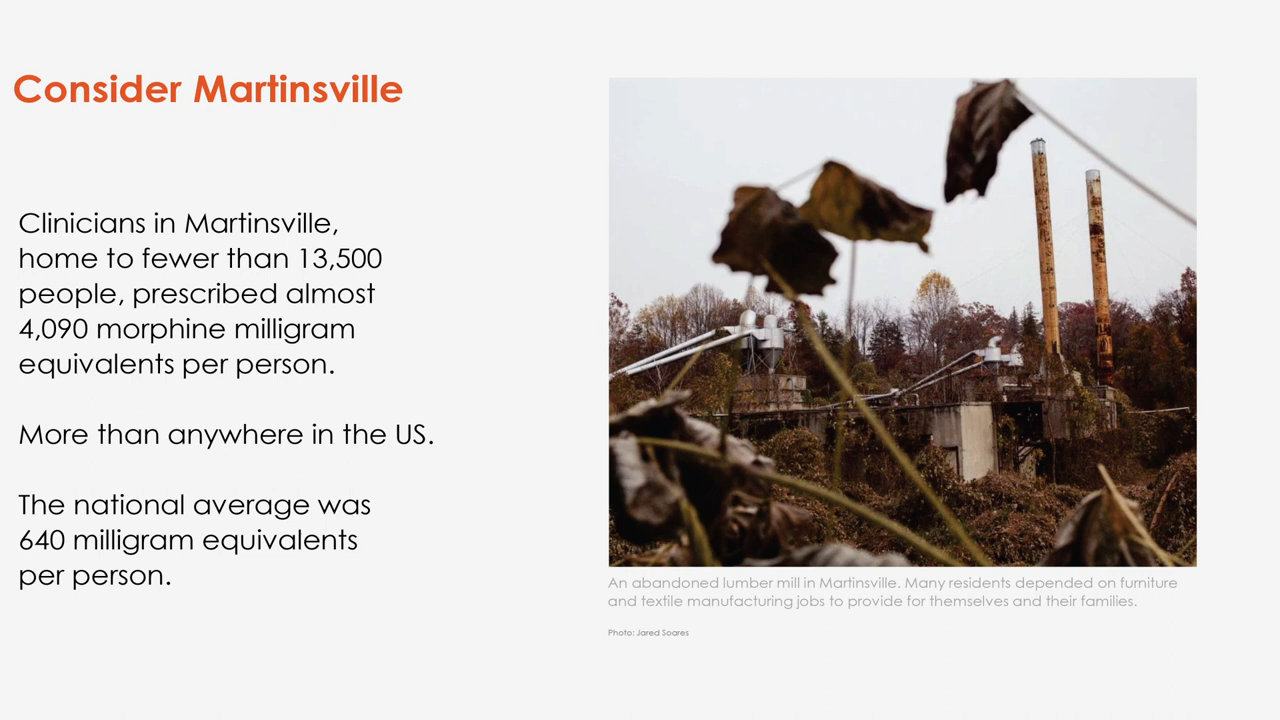 Consider Martinsville
Clinicians in Martinsville,
home to fewer than 13,500
people, prescribed almost
4,090 morphine milligram
equivalents per person.
More than anywhere in the US.
The national average was
640 milligram equivalents
per person.
An abandoned lumber mill in Martinsville. Many residents depended on furniture
and textile manufacturing jobs to provide for themselves and their families.
Photo: Jared Soares